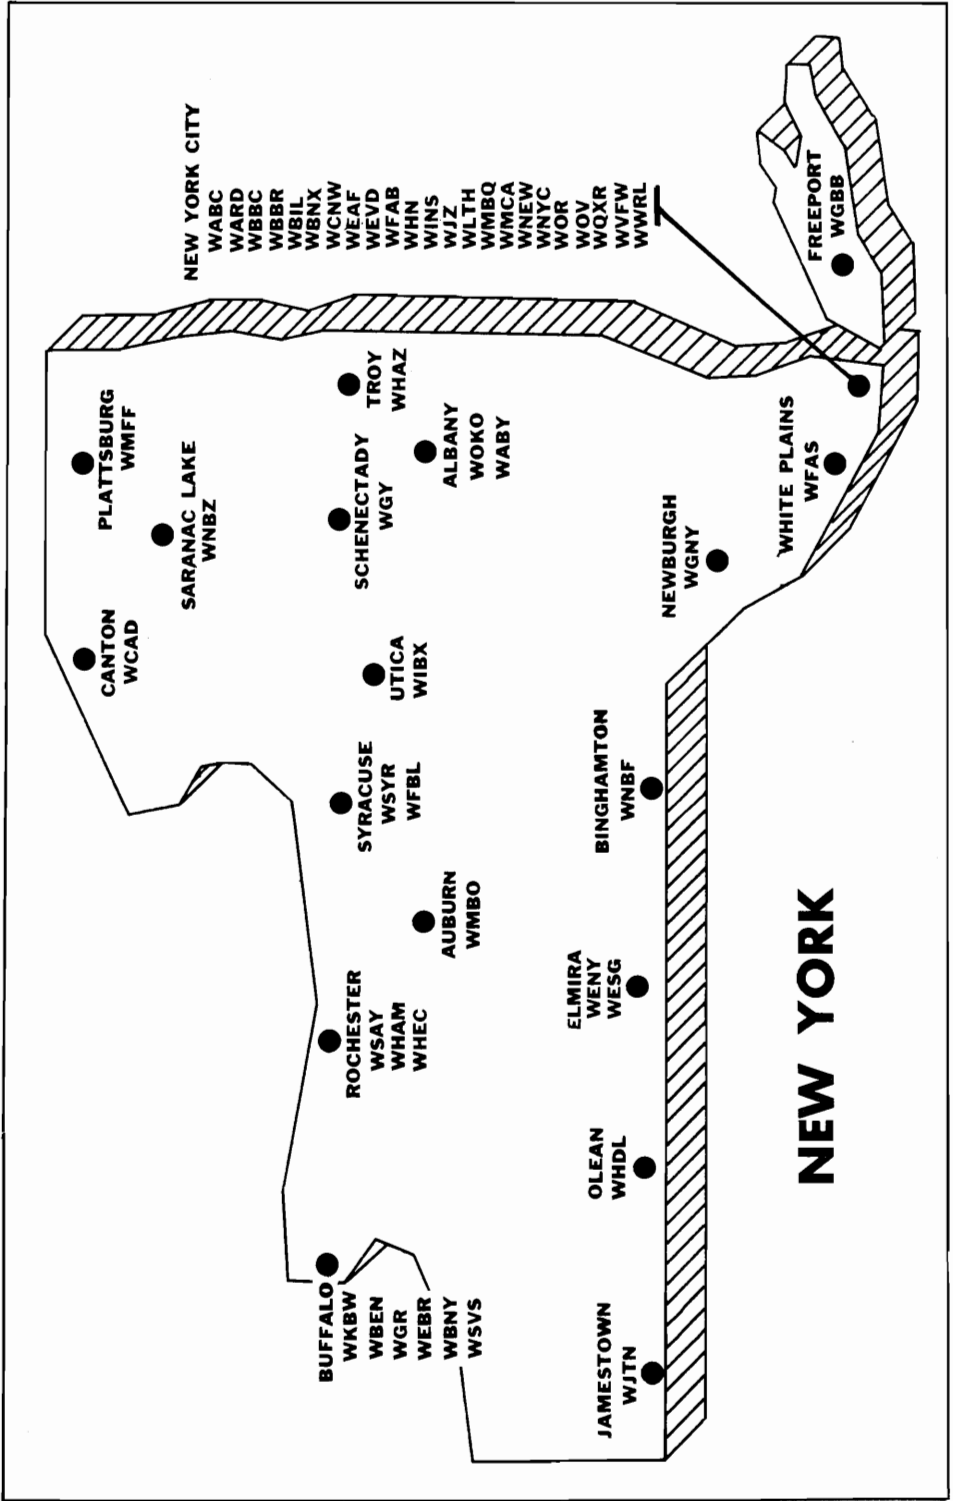 PLATTSBURG
WMFF
SARANAC LAKE
WNBZ
CANTON
WCAD
NEW YORK CITY
WABC
WARD
WBBC
WBBR
WBIL
WBNX
WCNW
WEAF
WEVD
WFAB
WHN
WINS
WJZ
WLTH
WMBQ
WMCA
WNEW
WNYC
WOR
WOV
WQXR
WVFW
WWRL
TROY
WHAZ
SCHENECTADY
WGY
ALBANY
WOKO
WABY
UTICA
WIBX
SYRACUSE
WSYR
WFBL
AUBURN
WMBO
ROCHESTER
WSAY
WHAM
WHEC
BUFFALO
WKBW
WBEN
WGR
WEBR
WBNY
WSVS
JAMESTOWN
WJTN
OLEAN
WHDL
ELMIRA
WENY
WESG
BINGHAMTON
WNBF
NEWBURGH
WGNY
WHITE PLAINS
WFAS
FREEPORT
WGBB
NEW YORK